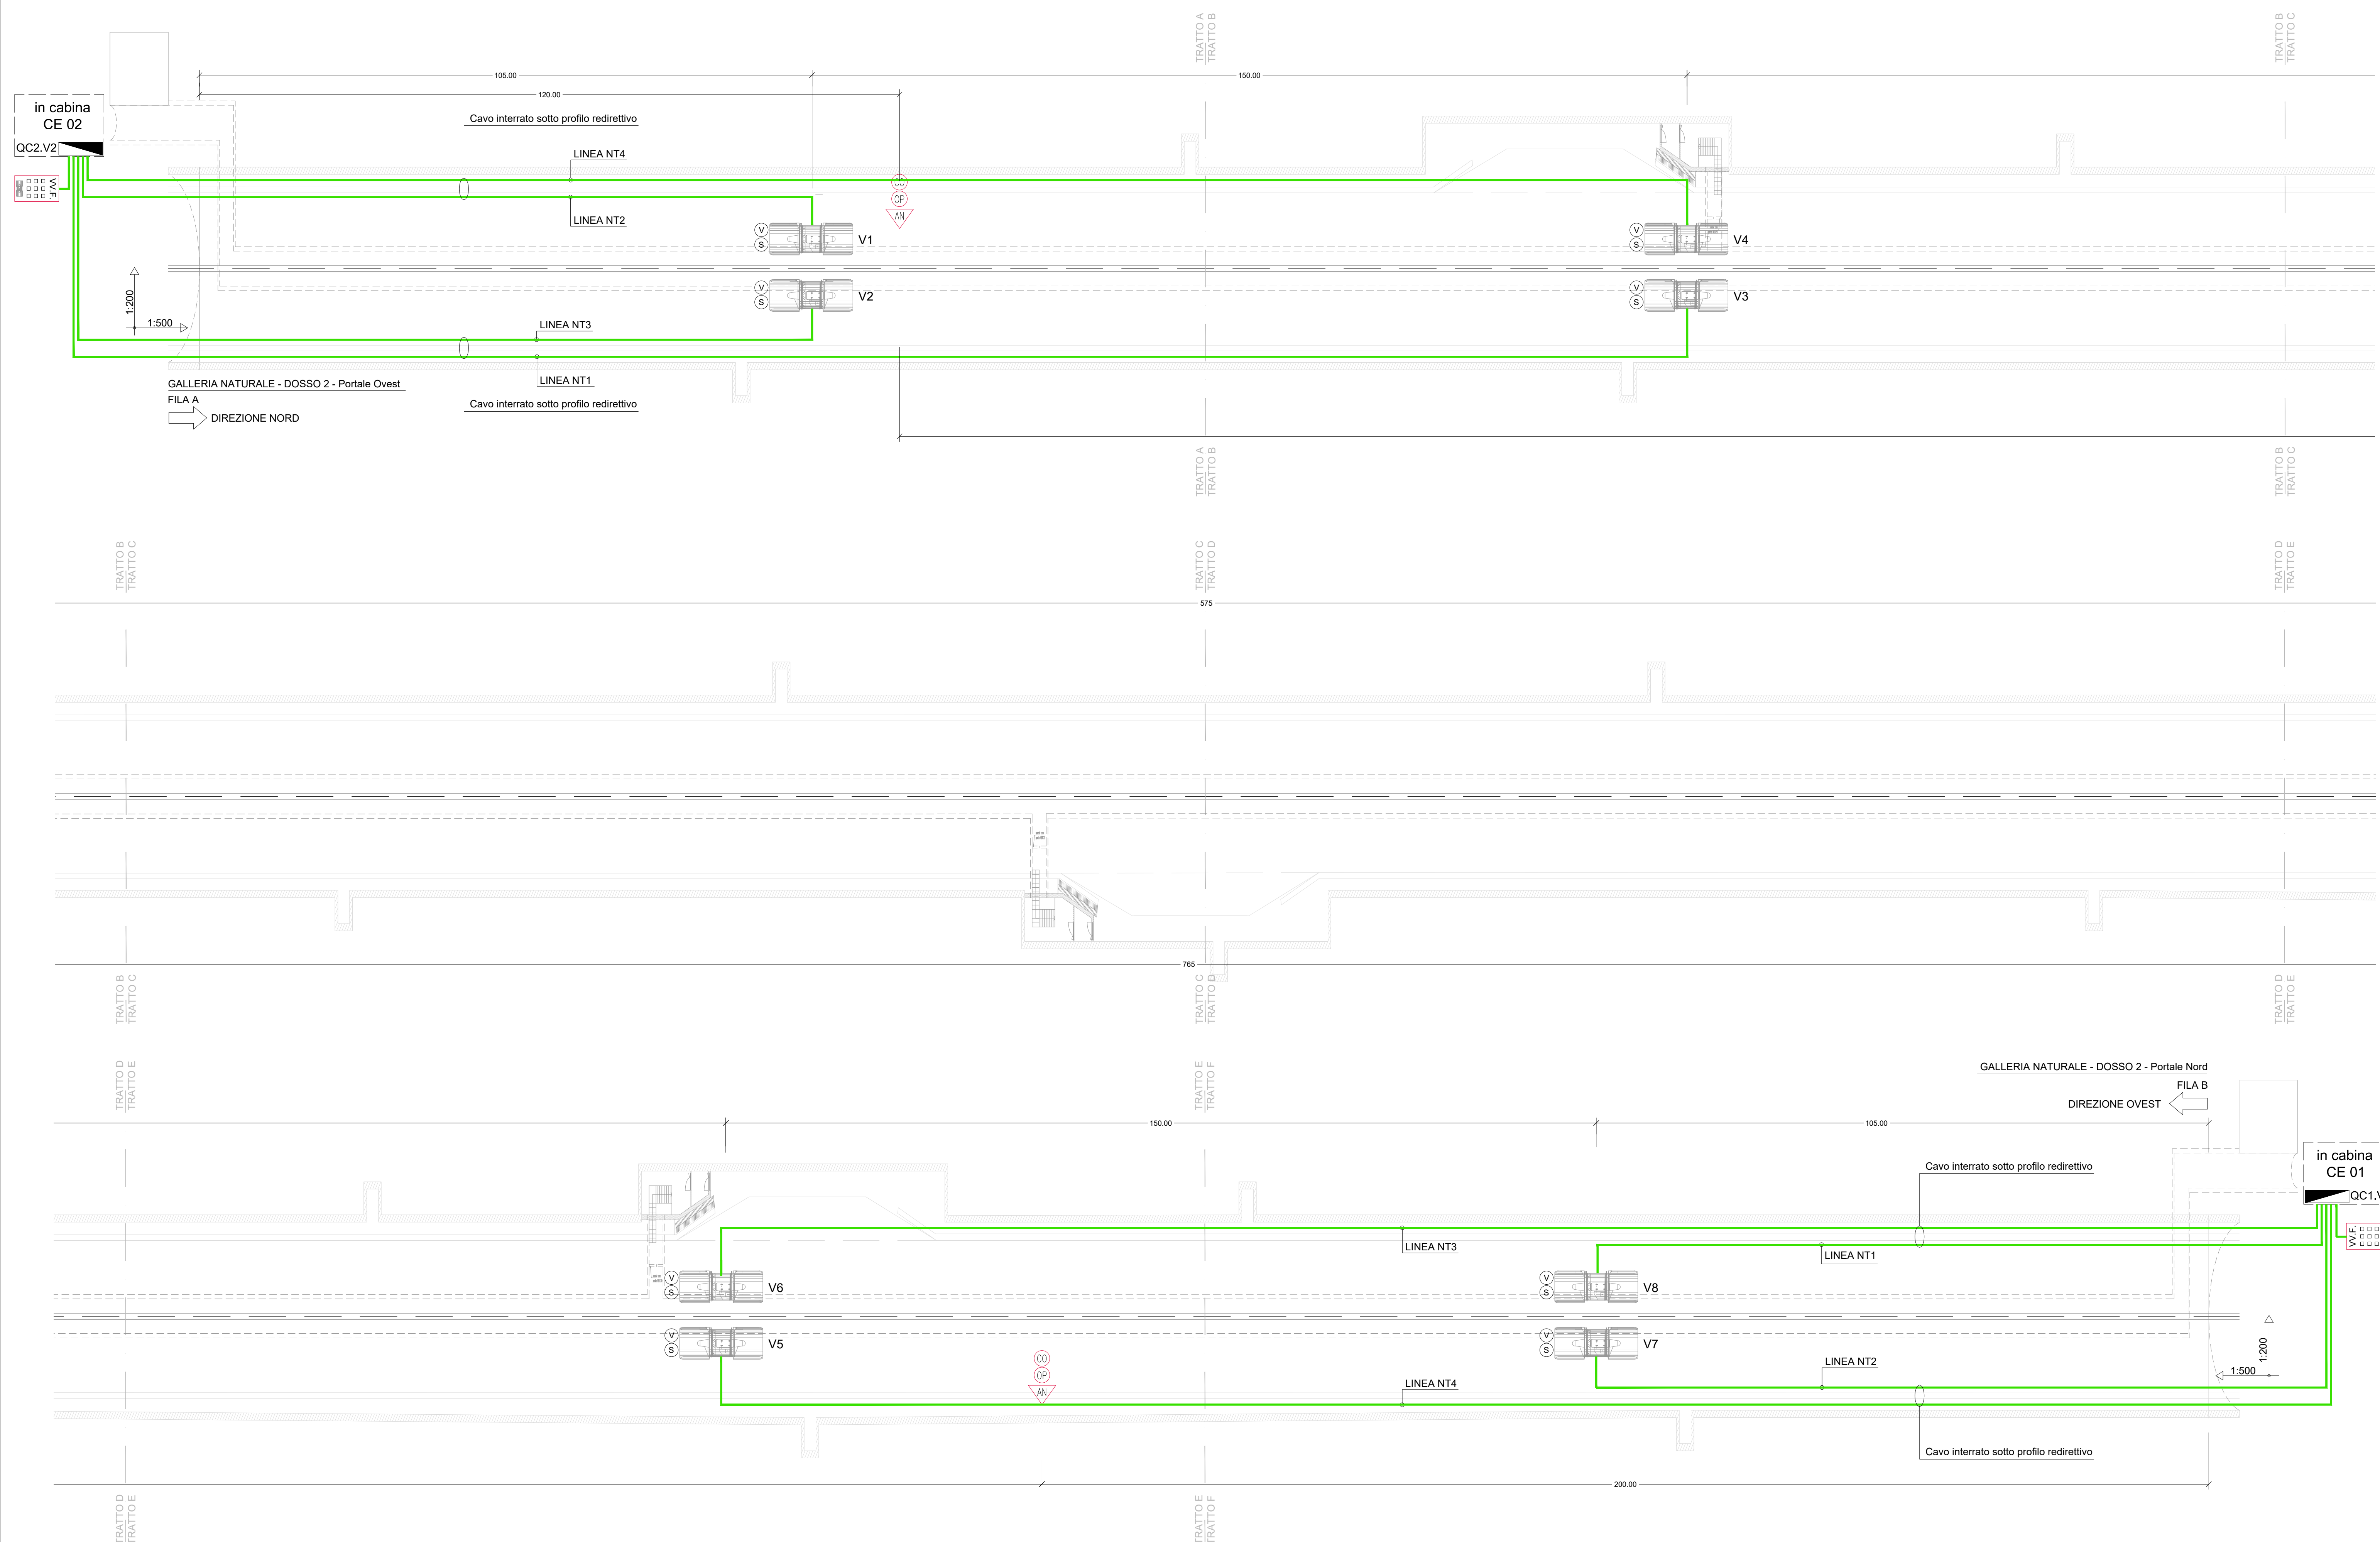 TRATTO A
TRATTO B
TRATTO B
TRATTO C
105.00
150.00
120.00
in cabina
CE 02
QC2.V2
VV.F.
Cavo interrato sotto profilo redirettivo
LINEA NT4
LINEA NT2
CO
OP
AN
V
S
V1
V
S
V4
V
S
V2
V
S
V3
1:200
1:500
LINEA NT3
LINEA NT1
Cavo interrato sotto profilo redirettivo
GALLERIA NATURALE - DOSSO 2 - Portale Ovest
FILA A
DIREZIONE NORD
TRATTO A
TRATTO B
TRATTO B
TRATTO C
TRATTO B
TRATTO C
TRATTO C
TRATTO D
TRATTO D
TRATTO E
575
765
TRATTO B
TRATTO C
TRATTO C
TRATTO D
TRATTO D
TRATTO E
TRATTO D
TRATTO E
TRATTO E
TRATTO F
GALLERIA NATURALE - DOSSO 2 - Portale Nord
FILA B
DIREZIONE OVEST
150.00
105.00
in cabina
CE 01
QC1.V
VV.F.
Cavo interrato sotto profilo redirettivo
LINEA NT3
LINEA NT1
V
S
V6
V
S
V8
V
S
V5
V
S
V7
CO
OP
AN
LINEA NT2
LINEA NT4
1:200
1:500
Cavo interrato sotto profilo redirettivo
200.00
TRATTO D
TRATTO E
TRATTO E
TRATTO F